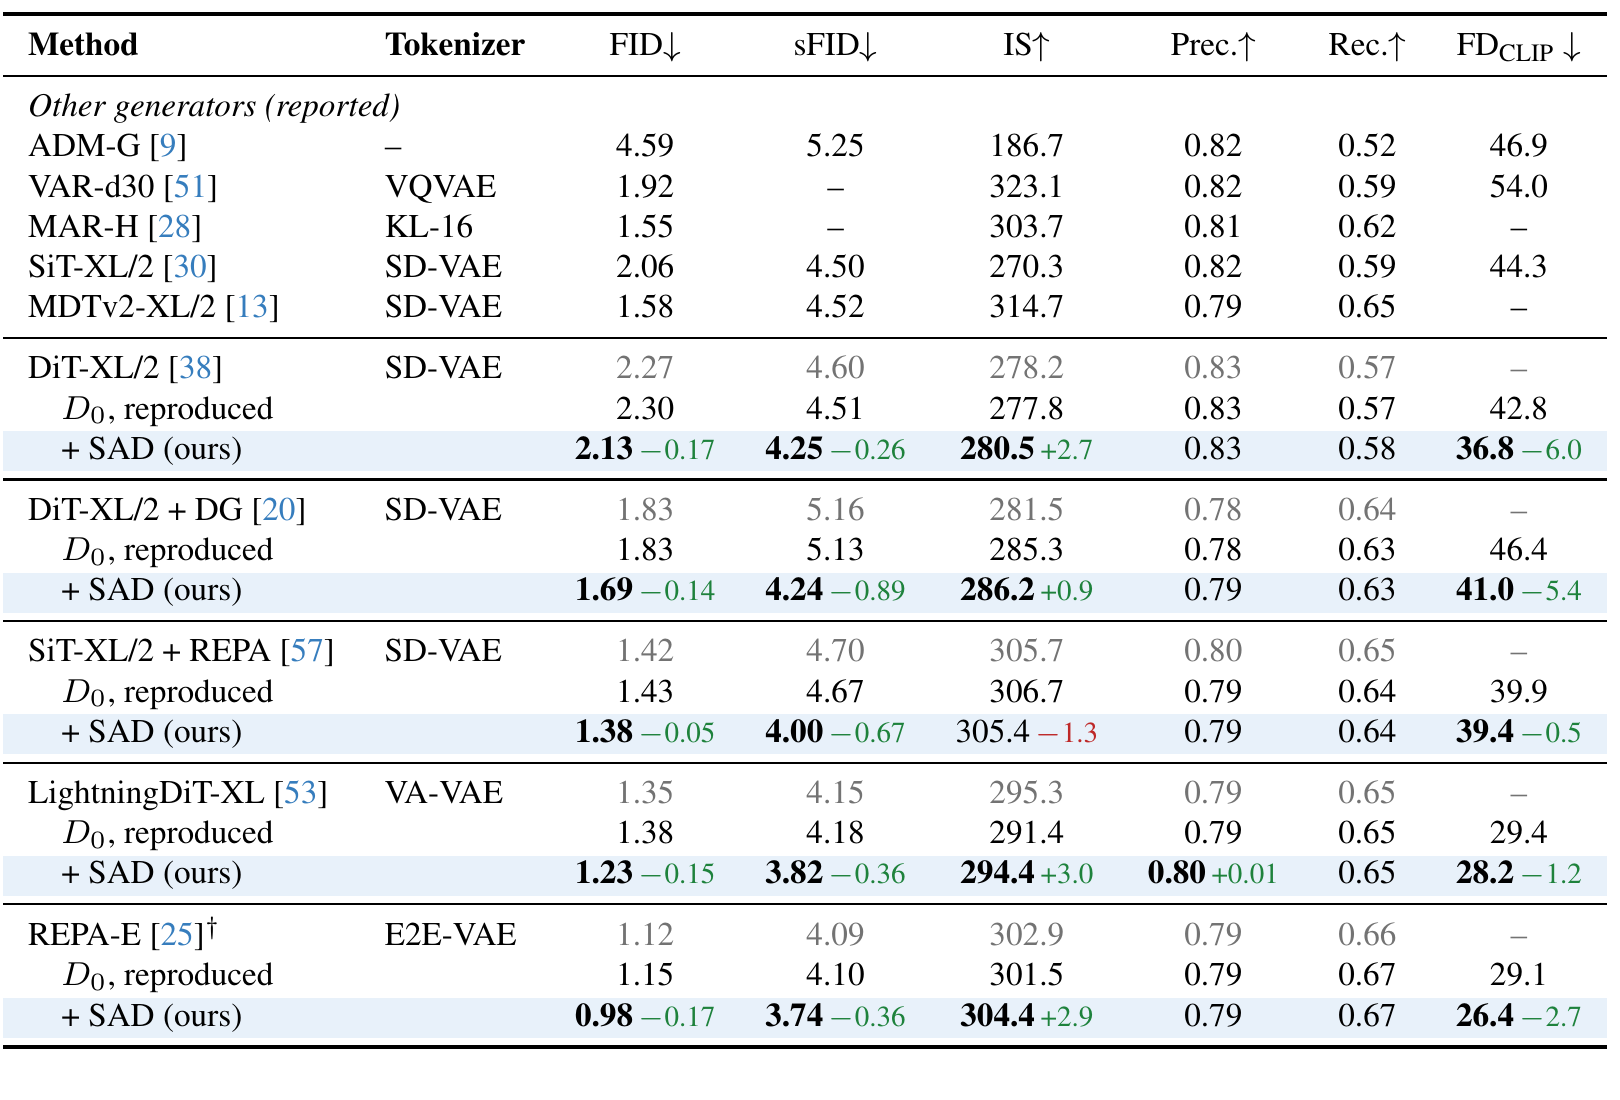 Method Tokenizer FID↓ sFID↓ IS↑ Prec.↑ Rec.↑ FD_CLIP ↓
Other generators (reported)
ADM-G [9] – 4.59 5.25 186.7 0.82 0.52 46.9
VAR-d30 [51] VQVAE 1.92 – 323.1 0.82 0.59 54.0
MAR-H [28] KL-16 1.55 – 303.7 0.81 0.62 –
SiT-XL/2 [30] SD-VAE 2.06 4.50 270.3 0.82 0.59 44.3
MDTv2-XL/2 [13] SD-VAE 1.58 4.52 314.7 0.79 0.65 –
DiT-XL/2 [38] SD-VAE 2.27 4.60 278.2 0.83 0.57 –
D₀, reproduced 2.30 4.51 277.8 0.83 0.57 42.8
+ SAD (ours) 2.13 −0.17 4.25 −0.26 280.5 +2.7 0.83 0.58 36.8 −6.0
DiT-XL/2 + DG [20] SD-VAE 1.83 5.16 281.5 0.78 0.64 –
D₀, reproduced 1.83 5.13 285.3 0.78 0.63 46.4
+ SAD (ours) 1.69 −0.14 4.24 −0.89 286.2 +0.9 0.79 0.63 41.0 −5.4
SiT-XL/2 + REPA [57] SD-VAE 1.42 4.70 305.7 0.80 0.65 –
D₀, reproduced 1.43 4.67 306.7 0.79 0.64 39.9
+ SAD (ours) 1.38 −0.05 4.00 −0.67 305.4 −1.3 0.79 0.64 39.4 −0.5
LightningDiT-XL [53] VA-VAE 1.35 4.15 295.3 0.79 0.65 –
D₀, reproduced 1.38 4.18 291.4 0.79 0.65 29.4
+ SAD (ours) 1.23 −0.15 3.82 −0.36 294.4 +3.0 0.80 +0.01 0.65 28.2 −1.2
REPA-E [25]† E2E-VAE 1.12 4.09 302.9 0.79 0.66 –
D₀, reproduced 1.15 4.10 301.5 0.79 0.67 29.1
+ SAD (ours) 0.98 −0.17 3.74 −0.36 304.4 +2.9 0.79 0.67 26.4 −2.7